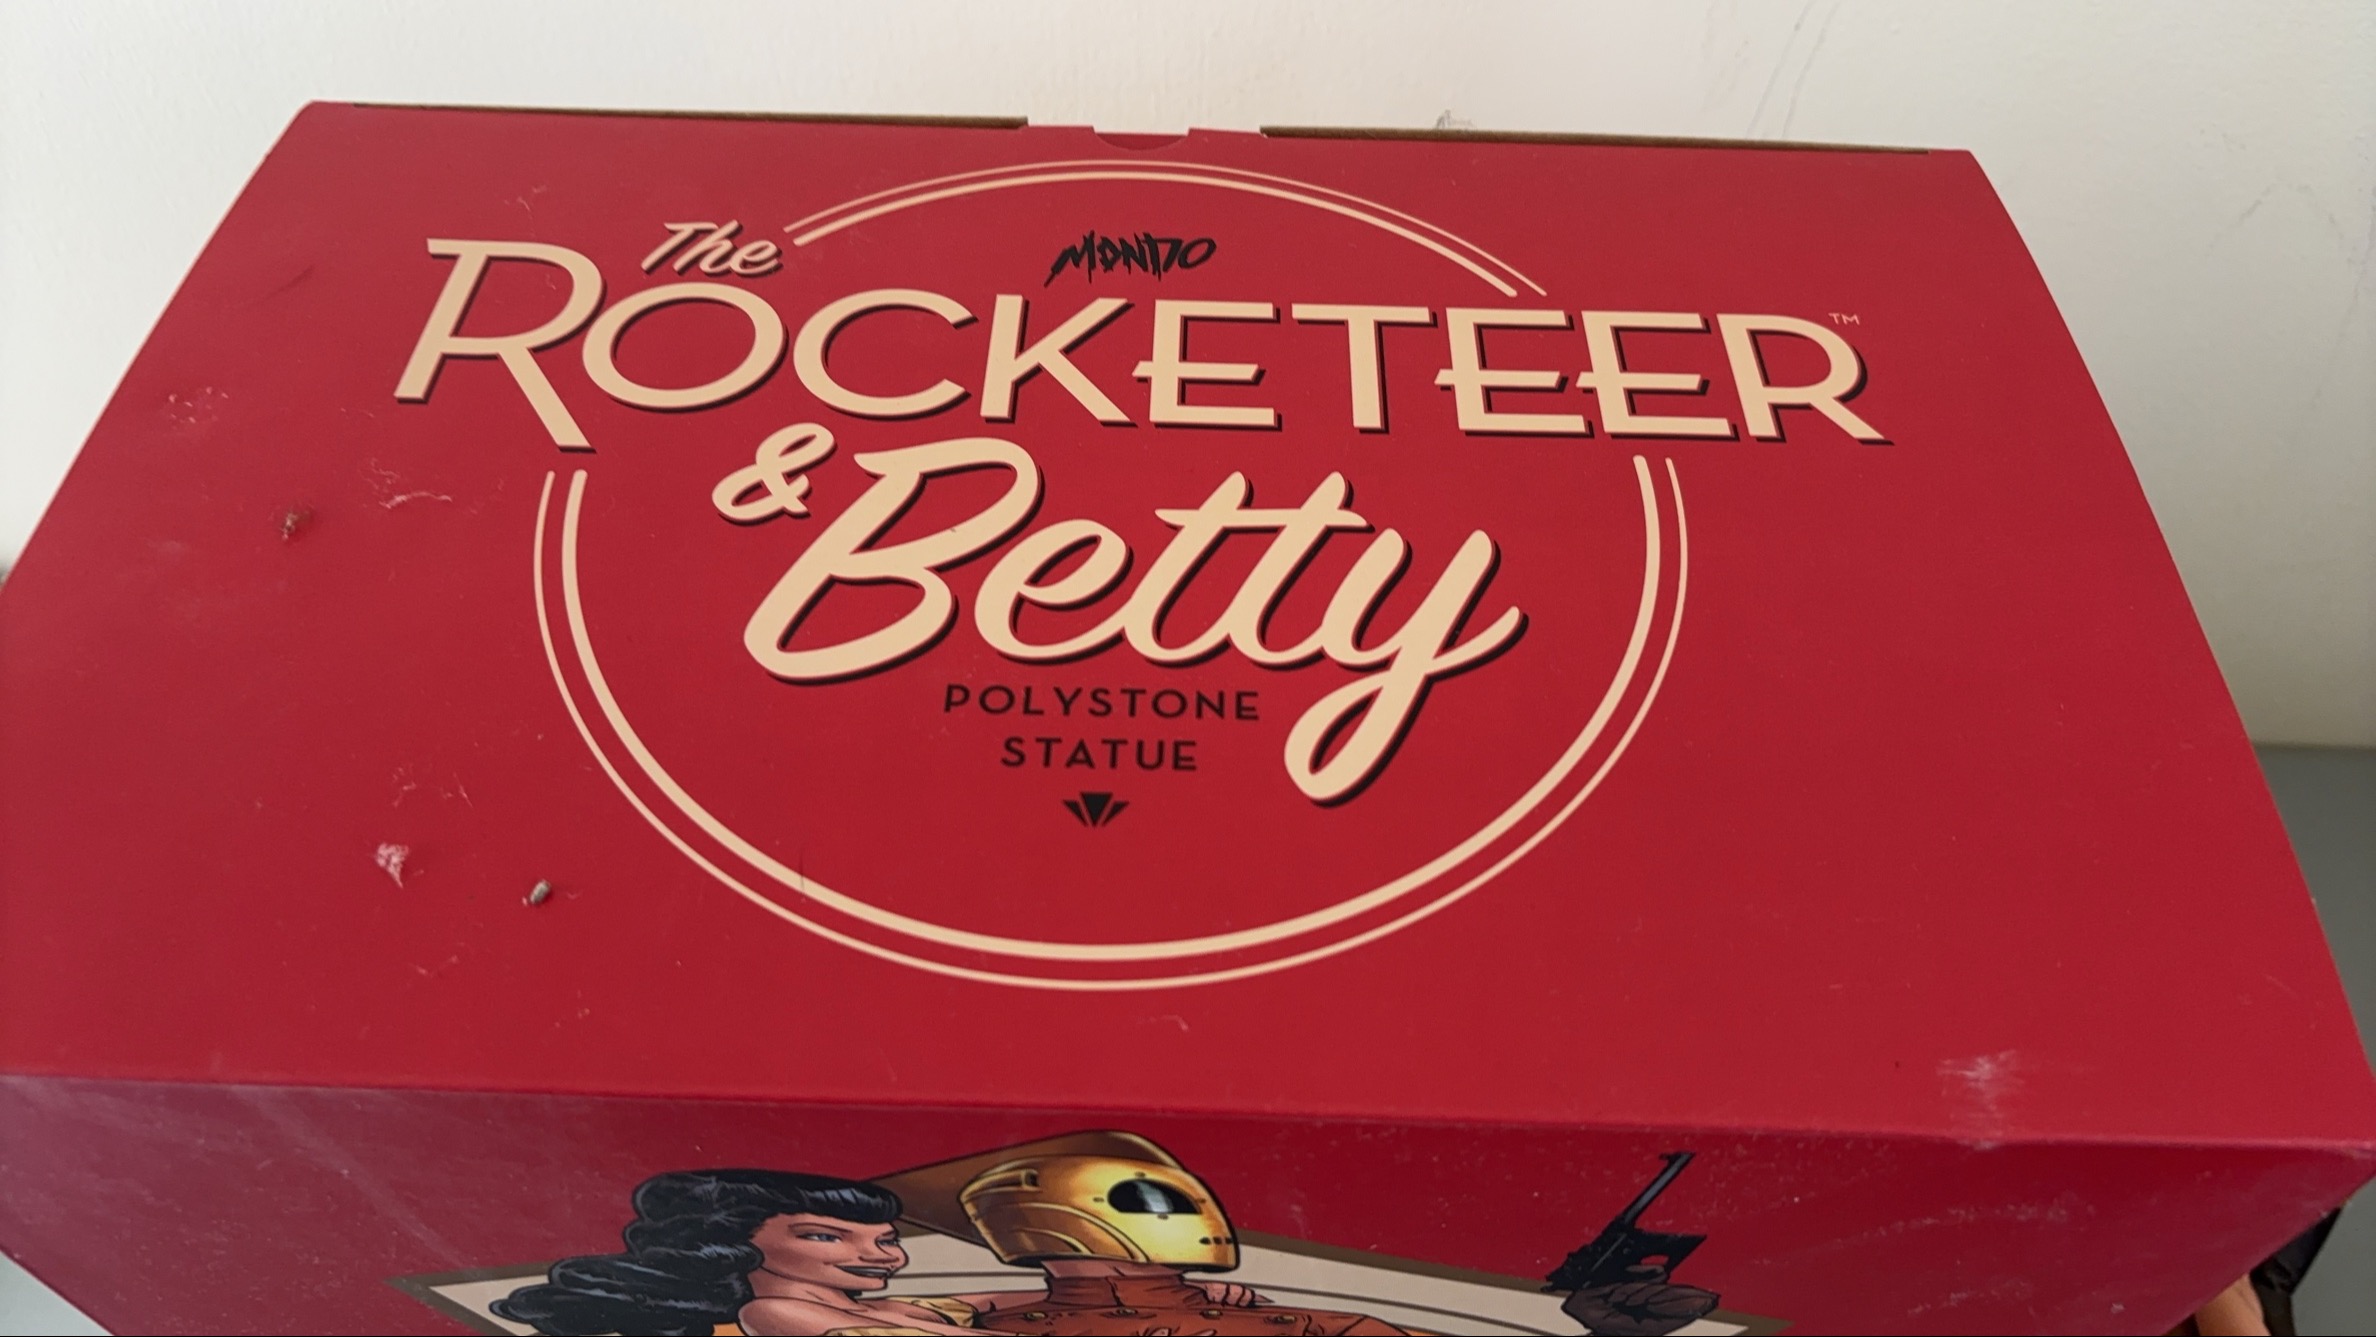 The
MONDO
ROCKETEER™
& Betty
POLYSTONE
STATUE